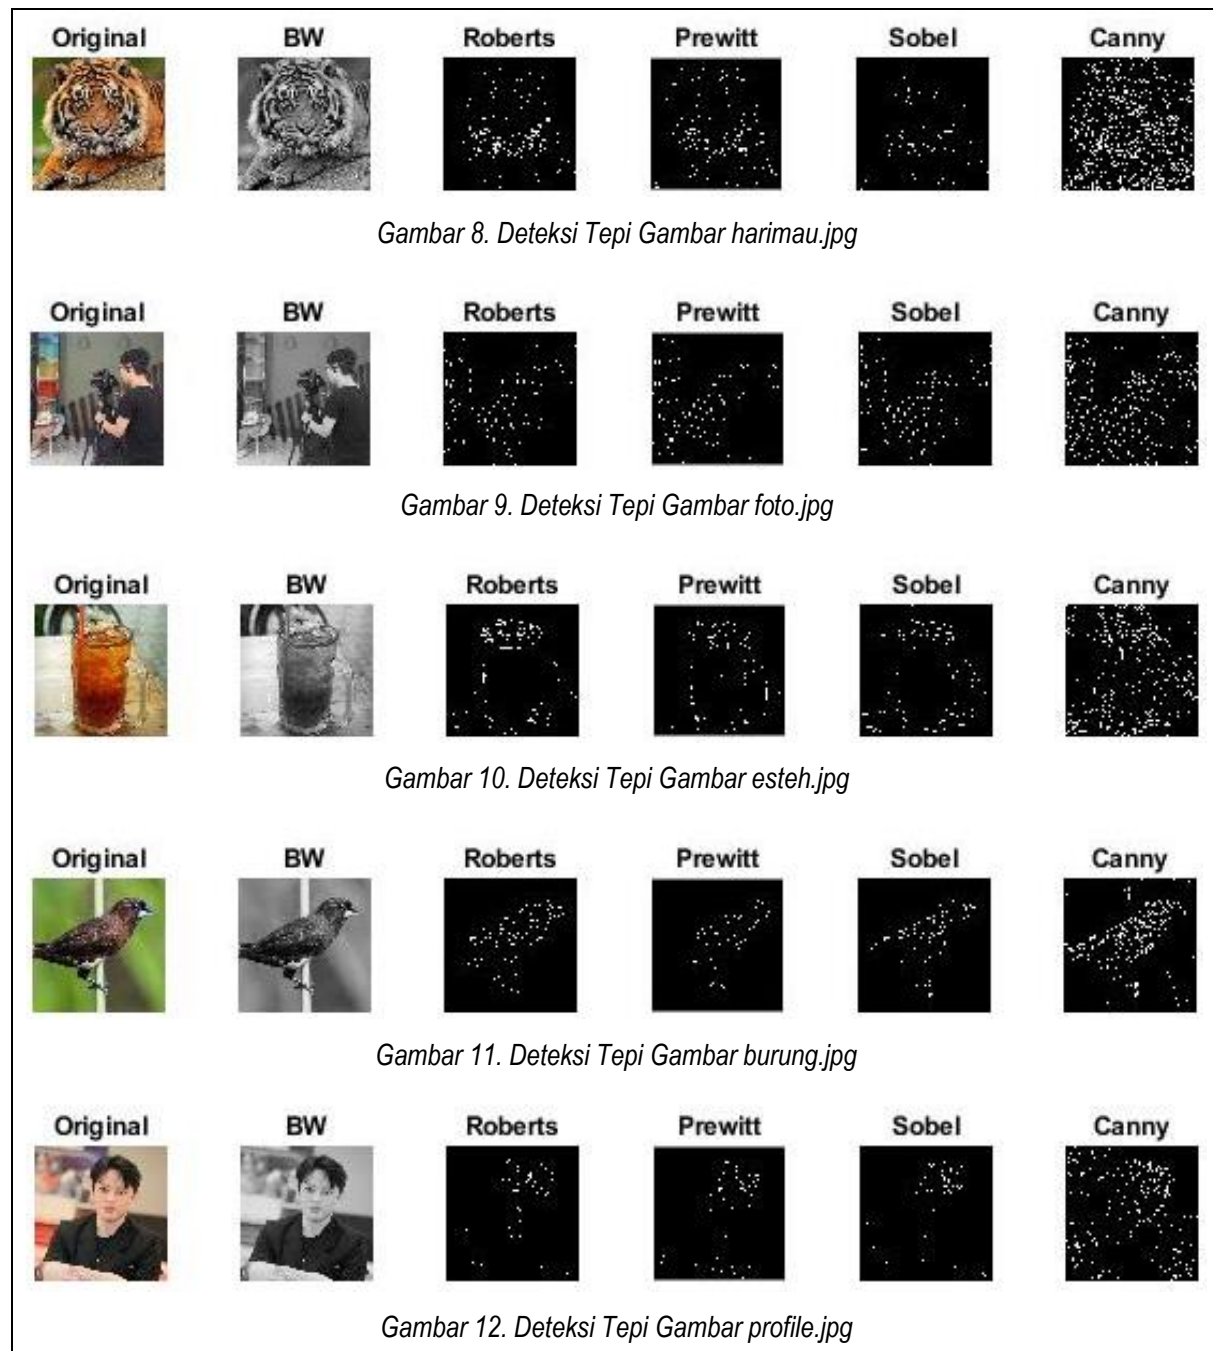 Original BW Roberts Prewitt Sobel Canny
Gambar 8. Deteksi Tepi Gambar harimau.jpg
Original BW Roberts Prewitt Sobel Canny
Gambar 9. Deteksi Tepi Gambar foto.jpg
Original BW Roberts Prewitt Sobel Canny
Gambar 10. Deteksi Tepi Gambar esteh.jpg
Original BW Roberts Prewitt Sobel Canny
Gambar 11. Deteksi Tepi Gambar burung.jpg
Original BW Roberts Prewitt Sobel Canny
Gambar 12. Deteksi Tepi Gambar profile.jpg